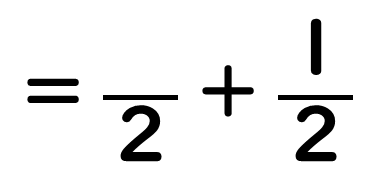 = /2 + 1/2